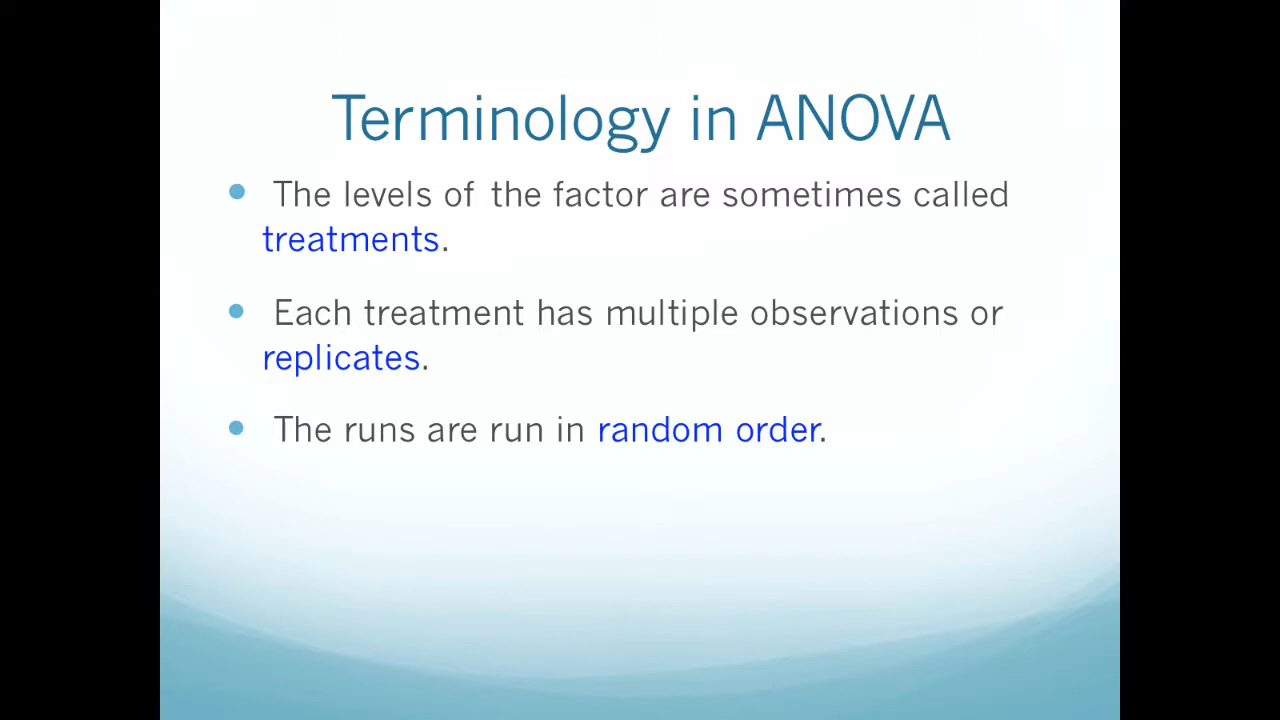 Terminology in ANOVA
The levels of the factor are sometimes called
treatments.
Each treatment has multiple observations or
replicates.
The runs are run in random order.